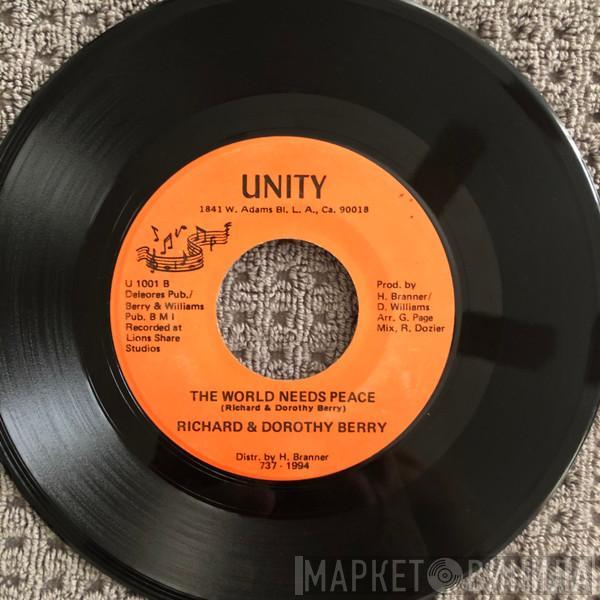 UNITY
1841 W. Adams Bl. L. A., Ca. 90018
U 1001 B
Deleores Pub./
Berry & Williams
Pub. B M I
Recorded at
Lions Share
Studios
Prod. by
H. Branner/
D. Williams
Arr. G. Page
Mix, R. Dozier
THE WORLD NEEDS PEACE
(Richard & Dorothy Berry)
RICHARD & DOROTHY BERRY
Distr. by H. Branner
737 - 1994